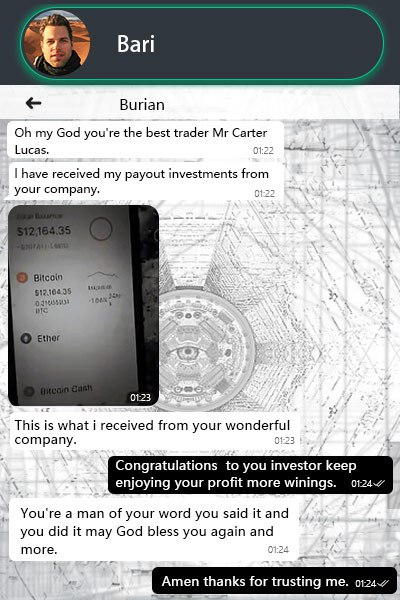 Bari
Burian
Oh my God you're the best trader Mr Carter
Lucas.
01:22
I have received my payout investments from
your company.
01:22
$12,164.35
Bitcoin
$12,164.35
BTC
Ether
Bitcoin Cash
01:23
This is what i received from your wonderful
company.
01:23
Congratulations to you investor keep
enjoying your profit more winings.
01:24
You're a man of your word you said it and
you did it may God bless you again and
more.
01:24
Amen thanks for trusting me.
01:24